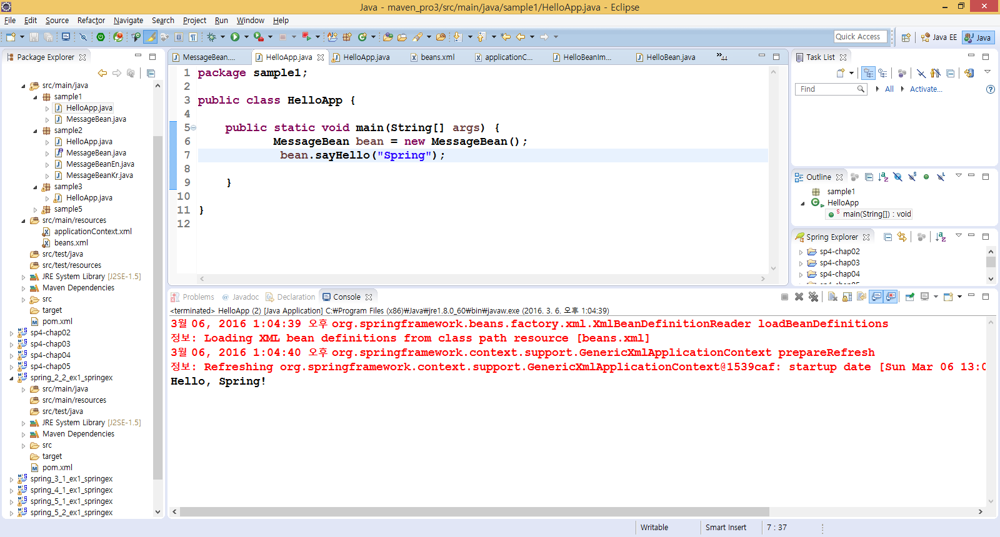 Java - maven_pro3/src/main/java/sample1/HelloApp.java - Eclipse
File Edit Source Refactor Navigate Search Project Run Window Help
Quick Access Java EE Java
Package Explorer
src/main/java
sample1
HelloApp.java
MessageBean.java
sample2
HelloApp.java
MessageBean.java
MessageBeanEn.java
MessageBeanKr.java
sample3
HelloApp.java
sample5
src/main/resources
applicationContext.xml
beans.xml
src/test/java
src/test/resources
JRE System Library [J2SE-1.5]
Maven Dependencies
src
target
pom.xml
sp4-chap02
sp4-chap03
sp4-chap04
sp4-chap05
spring_2_2_ex1_springex
src/main/java
src/main/resources
src/test/java
JRE System Library [J2SE-1.5]
Maven Dependencies
src
target
pom.xml
spring_3_1_ex1_springex
spring_4_1_ex1_springex
spring_5_1_ex1_springex
spring_5_2_ex1_springex
MessageBean.... HelloApp.java HelloApp.java beans.xml applicationC... HelloBeanIm... HelloBean.java »44
1 package sample1;
2
3 public class HelloApp {
4
5 public static void main(String[] args) {
6 MessageBean bean = new MessageBean();
7 bean.sayHello("Spring");
8
9 }
10
11 }
12
Task List
Find All Activate...
Outline
sample1
HelloApp
main(String[]) : void
Spring Explorer
sp4-chap02
sp4-chap03
sp4-chap04
Problems Javadoc Declaration Console
<terminated> HelloApp (2) [Java Application] C:₩Program Files (x86)₩Java₩jre1.8.0_60₩bin₩javaw.exe (2016. 3. 6. 오후 1:04:39)
3월 06, 2016 1:04:39 오후 org.springframework.beans.factory.xml.XmlBeanDefinitionReader loadBeanDefinitions
정보: Loading XML bean definitions from class path resource [beans.xml]
3월 06, 2016 1:04:40 오후 org.springframework.context.support.GenericXmlApplicationContext prepareRefresh
정보: Refreshing org.springframework.context.support.GenericXmlApplicationContext@1539caf: startup date [Sun Mar 06 13:0
Hello, Spring!
Writable Smart Insert 7 : 37